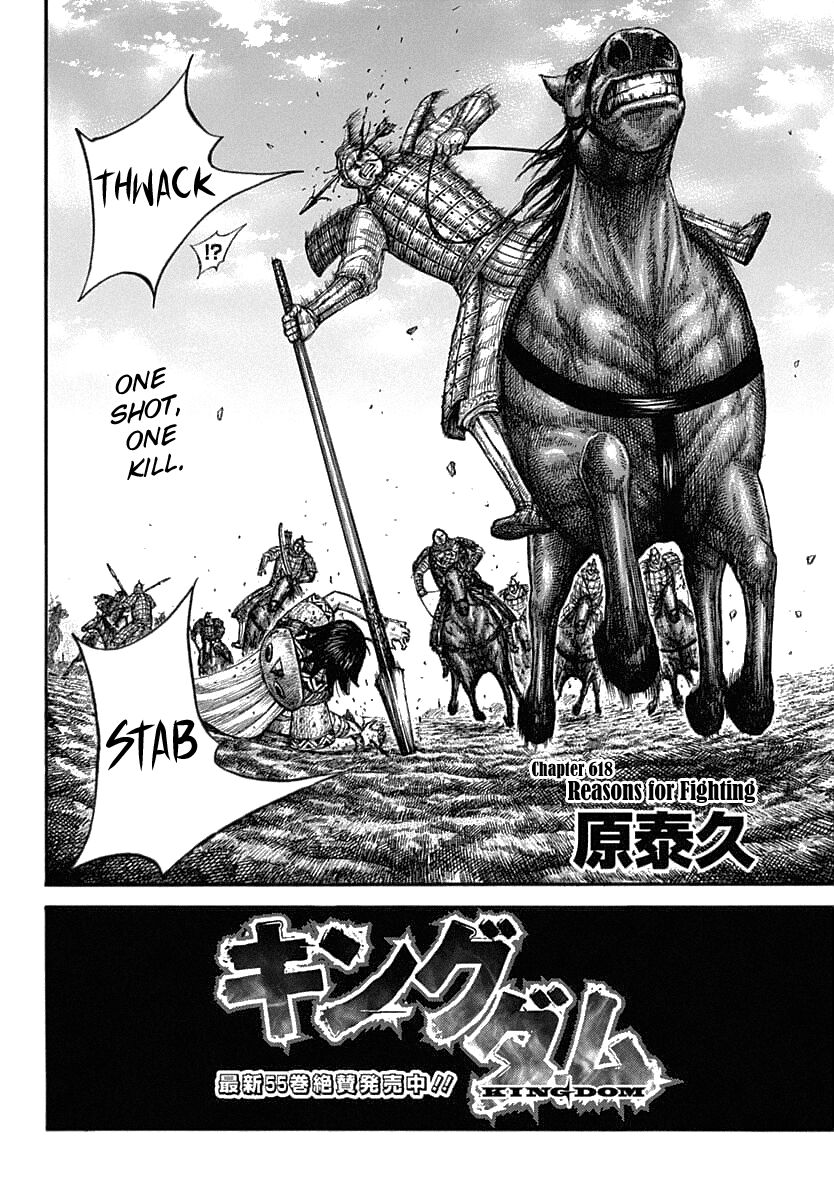 THWACK
!?
ONE
SHOT,
ONE
KILL.
STAB
Chapter 618
Reasons for Fighting
原泰久
キングダム
KINGDOM
最新55巻絶賛発売中!!